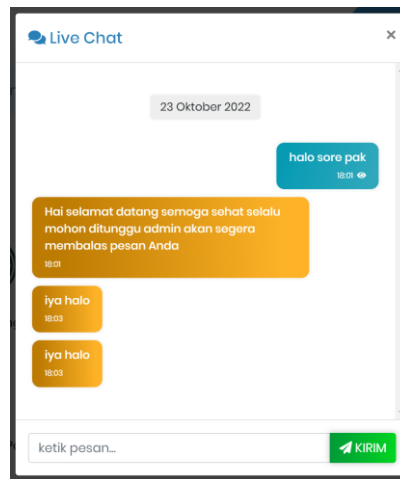 Live Chat
×
23 Oktober 2022
halo sore pak
18:01
Hai selamat datang semoga sehat selalu
mohon ditunggu admin akan segera
membalas pesan Anda
18:01
iya halo
18:03
iya halo
18:03
ketik pesan...
KIRIM